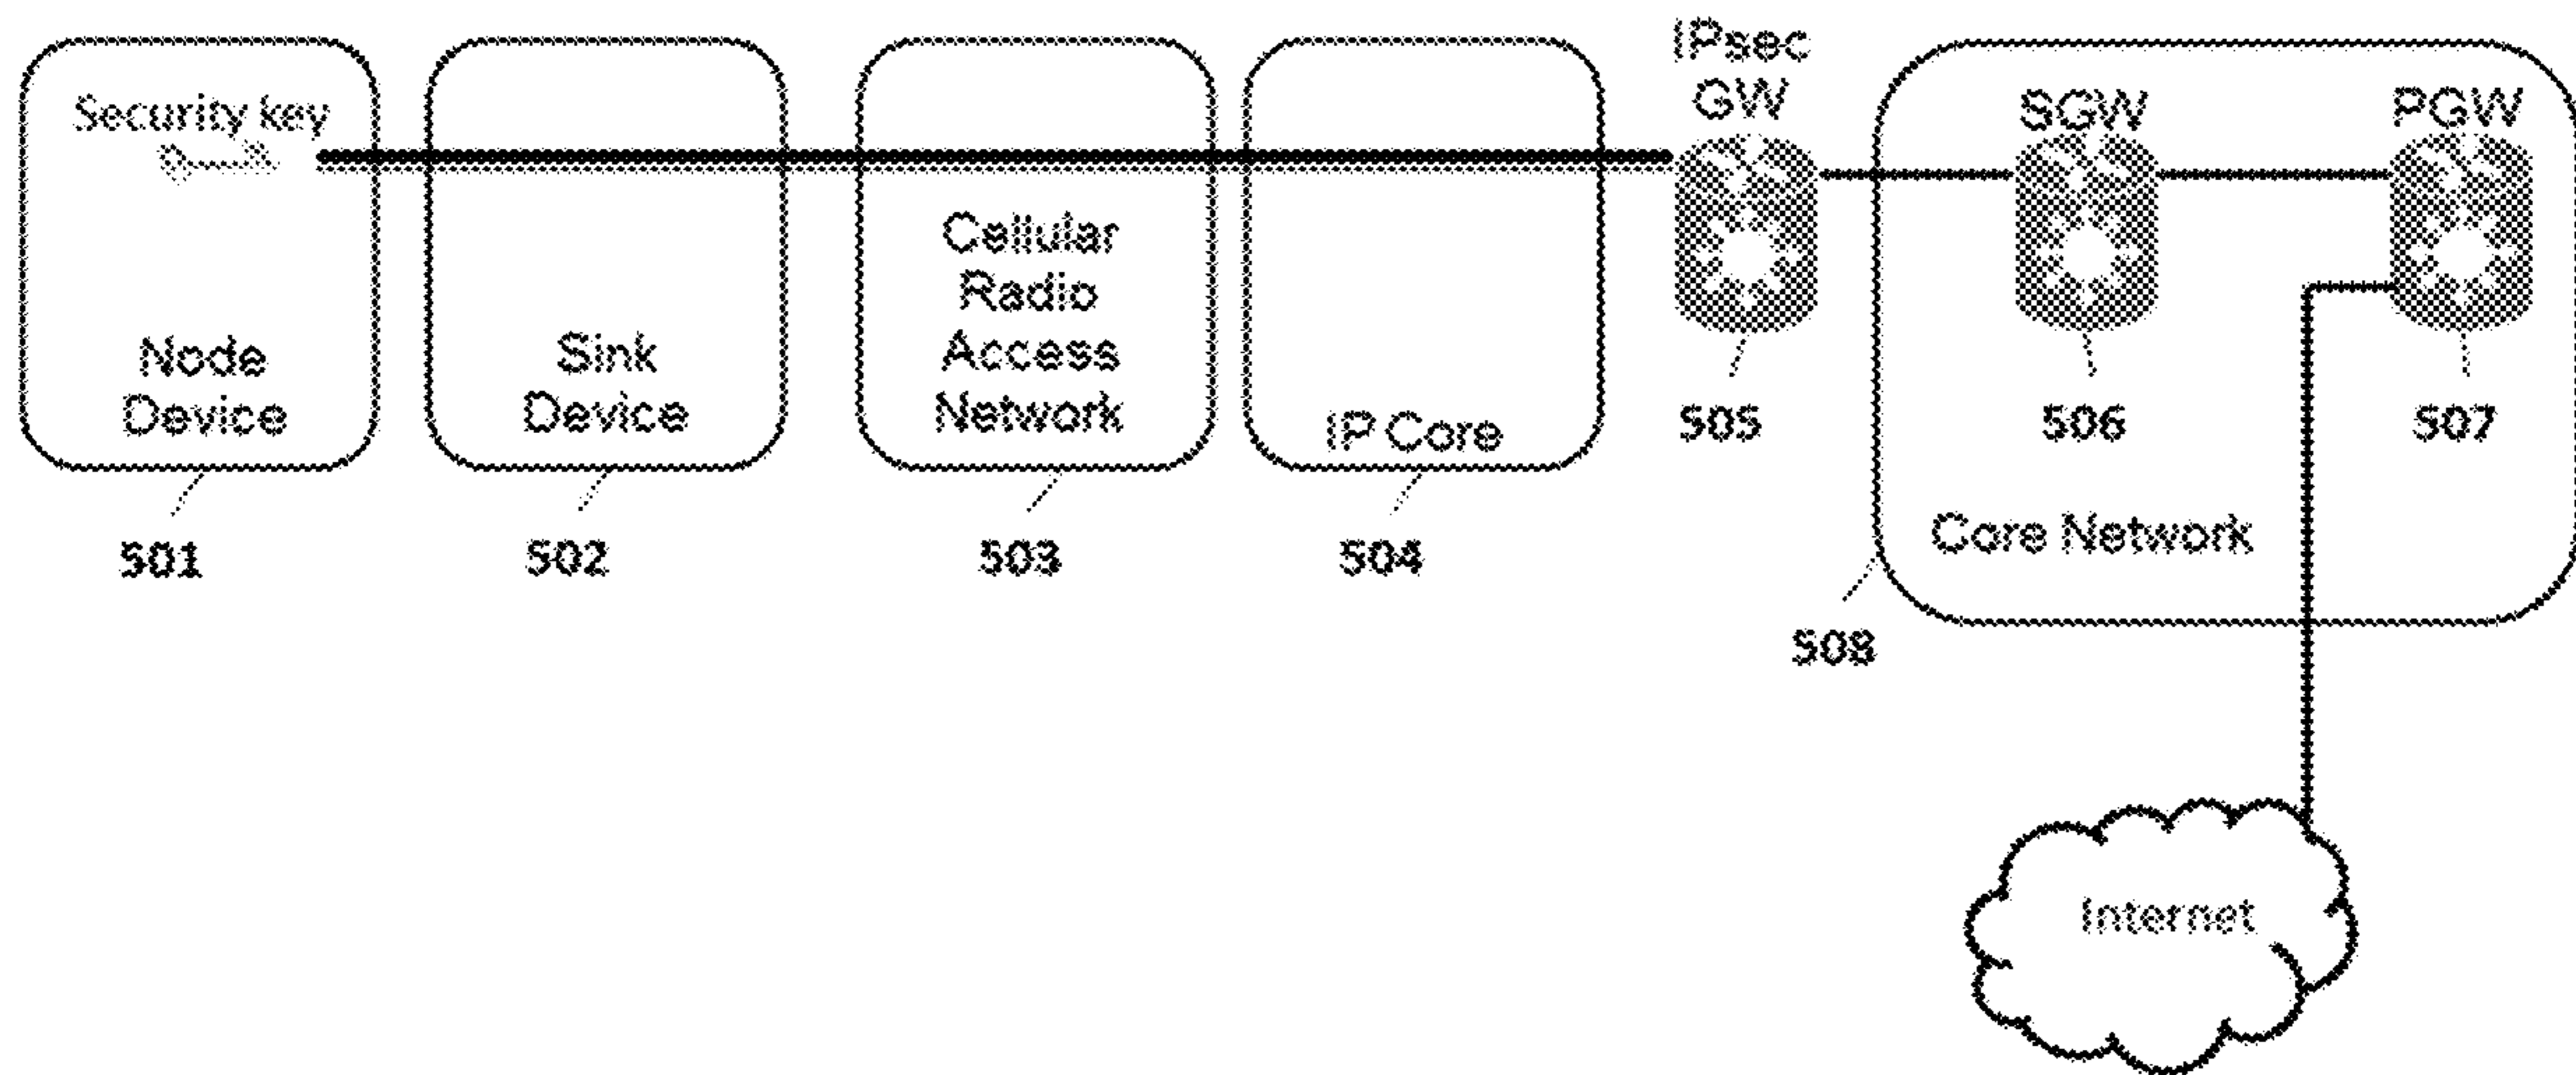 Security key
Node
Device
501
Sink
Device
502
Cellular
Radio
Access
Network
503
IP Core
504
IPsec
GW
505
SGW
506
PGW
507
Core Network
508
Internet